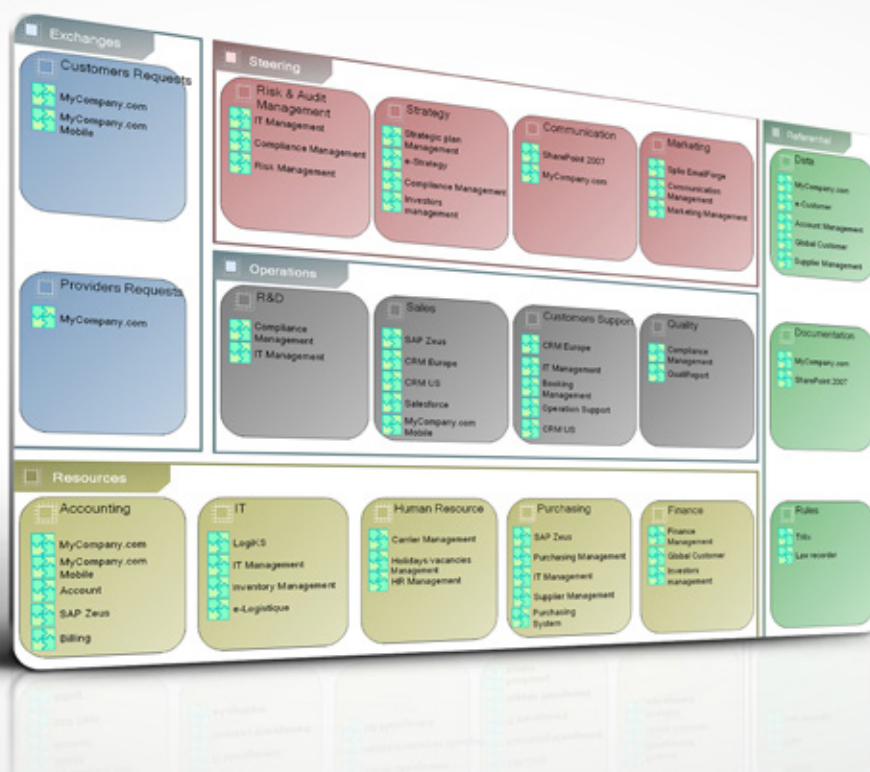 Exchanges
Customers Requests
MyCompany.com
MyCompany.com
Mobile
Providers Requests
MyCompany.com
Steering
Risk & Audit
Management
IT Management
Compliance Management
Risk Management
Strategy
Strategic plan
Management
e-Strategy
Compliance Management
Investors
management
Communication
SharePoint 2007
MyCompany.com
Marketing
Splio EmailForge
Communication
Management
Marketing Management
Operations
R&D
Compliance
Management
IT Management
Sales
SAP Zeus
CRM Europe
CRM US
Salesforce
MyCompany.com
Mobile
Customers Support
CRM Europe
IT Management
Booking
Management
Operation Support
CRM US
Quality
Compliance
Management
QualiReport
Referential
Data
MyCompany.com
e-Customer
Account Management
Global Customer
Supplier Management
Documentation
MyCompany.com
SharePoint 2007
Rules
Law recorder
Resources
Accounting
MyCompany.com
MyCompany.com
Mobile
Account
SAP Zeus
Billing
IT
LogiKS
IT Management
Inventory Management
e-Logistique
Human Resource
Carrier Management
Holidays vacancies
Management
HR Management
Purchasing
SAP Zeus
Purchasing Management
IT Management
Supplier Management
Purchasing
System
Finance
Finance
Management
Global Customer
Investors
management